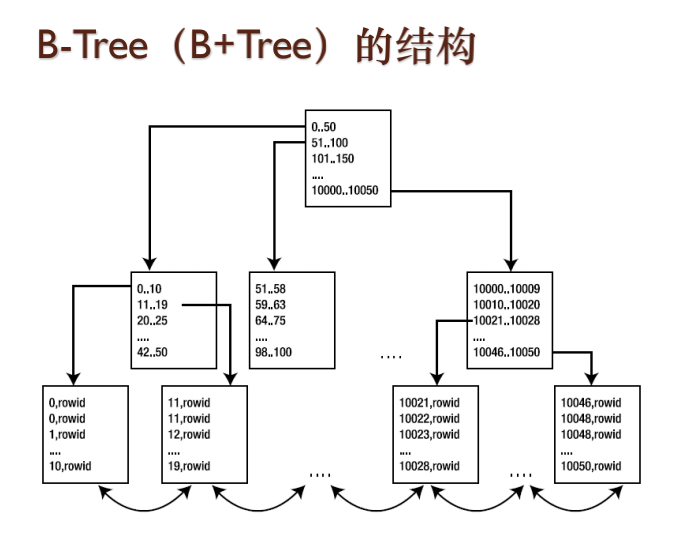 B-Tree（B+Tree）的结构
0..50
51..100
101..150
....
10000..10050
0..10
11..19
20..25
....
42..50
51..58
59..63
64..75
....
98..100
....
10000..10009
10010..10020
10021..10028
....
10046..10050
0,rowid
0,rowid
1,rowid
....
10,rowid
11,rowid
11,rowid
12,rowid
....
19,rowid
....
10021,rowid
10022,rowid
10023,rowid
....
10028,rowid
....
10046,rowid
10048,rowid
10048,rowid
....
10050,rowid